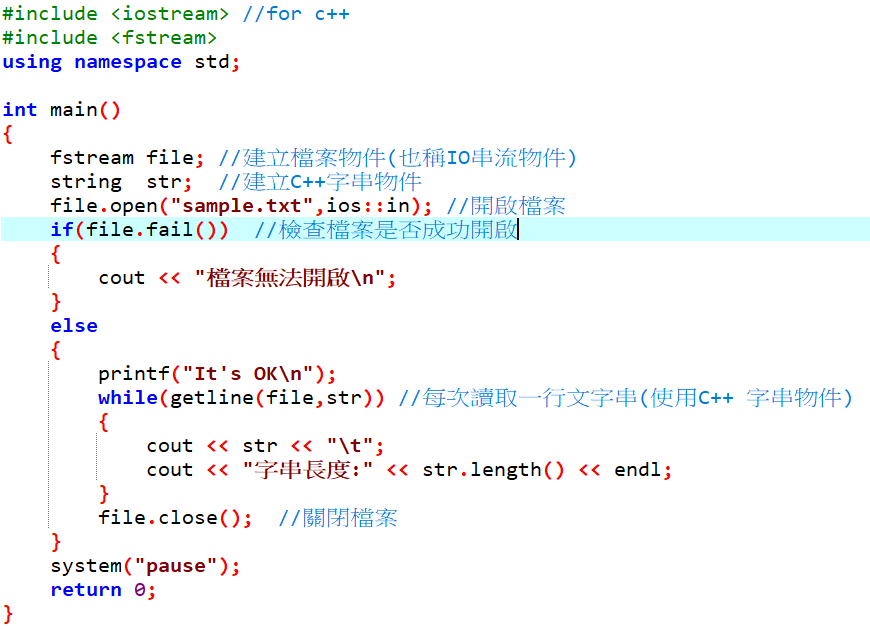 #include <iostream> //for c++
#include <fstream>
using namespace std;
int main()
{
fstream file; //建立檔案物件(也稱IO串流物件)
string  str;  //建立C++字串物件
file.open("sample.txt",ios::in); //開啟檔案
if(file.fail())  //檢查檔案是否成功開啟
{
cout << "檔案無法開啟\n";
}
else
{
printf("It's OK\n");
while(getline(file,str)) //每次讀取一行文字串(使用C++ 字串物件)
{
cout << str << "\t";
cout << "字串長度:" << str.length() << endl;
}
file.close();  //關閉檔案
}
system("pause");
return 0;
}